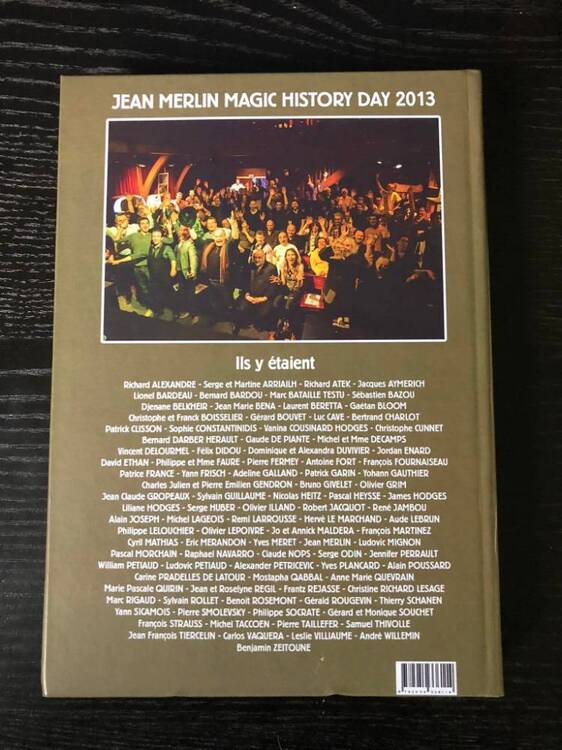 JEAN MERLIN MAGIC HISTORY DAY 2013
Ils y étaient
Richard ALEXANDRE - Serge et Martine ARRIAILH - Richard ATEK - Jacques AYMERICH
Lionel BARDEAU - Bernard BARDOU - Marc BATAILLE TESTU - Sébastien BAZOU
Djenane BELKHEIR - Jean Marie BENA - Laurent BERETTA - Gaëtan BLOOM
Christophe et Franck BOISSELIER - Gérard BOUVET - Luc CAVE - Bertrand CHARLOT
Patrick CLISSON - Sophie CONSTANTINIDIS - Vanina COUSINARD HODGES - Christophe CUNNET
Bernard DARBER HERAULT - Gaude DE PIANTE - Michel et Mme DECAMPS
Vincent DELOURMEL - Félix DIDOU - Dominique et Alexandra DUVIVIER - Jordan ENARD
David ETHAN - Philippe et Mme FAURE - Pierre FERMEY - Antoine FORT - François FOURNAISEAU
Patrice FRANCE - Yann FRISCH - Adeline GALLAND - Patrick GARIN - Yohann GAUTHIER
Charles Julien et Pierre Emilien GENDRON - Bruno GIVELET - Olivier GRIM
Jean Claude GROPEAUX - Sylvain GUILLAUME - Nicolas HEITZ - Pascal HEYSSE - James HODGES
Liliane HODGES - Serge HUBER - Olivier ILLAND - Robert JACQUOT - René JAMBOU
Alain JOSEPH - Michel LAGEOIS - Remi LARROUSSE - Hervé LE MARCHAND - Aude LEBRUN
Philippe LELOUCHIER - Olivier LEPOIVRE - Jo et Annick MALDERA - François MARTINEZ
Cyril MATHIAS - Eric MERANDON - Yves MERET - Jean MERLIN - Ludovic MIGNON
Pascal MORCHAIN - Raphael NAVARRO - Claude NOPS - Serge ODIN - Jennifer PERRAULT
William PETIAUD - Ludovic PETIAUD - Alexander PETRICEVIC - Yves PLANCARD - Alain POUSSARD
Carine PRADELLES DE LATOUR - Mostapha QABBAL - Anne Marie QUEVRAIN
Marie Pascale QUIRIN - Jean et Roselyne REGIL - Frantz REJASSE - Christine RICHARD LESAGE
Marc RIGAUD - Sylvain ROLLET - Benoit ROSEMONT - Gérald ROUGEVIN - Thierry SCHANEN
Yann SICAMOIS - Pierre SMOLEVSKY - Philippe SOCRATE - Gérard et Monique SOUCHET
François STRAUSS - Michel TACCOEN - Pierre TAILLEFER - Samuel THIVOLLE
Jean François TIERCELIN - Carlos VAQUERA - Leslie VILLIAUME - André WILLEMIN
Benjamin ZEITOUNE